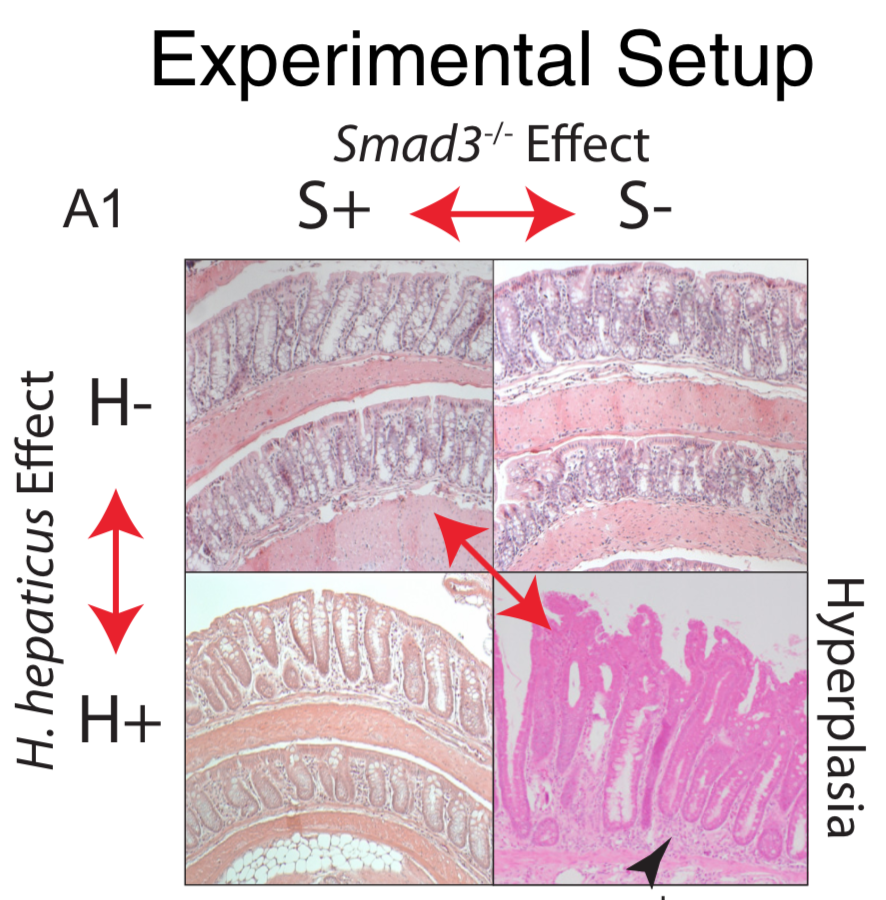 Experimental Setup
Smad3-/- Effect
A1 S+ S-
H-
H. hepaticus Effect
H+
Hyperplasia